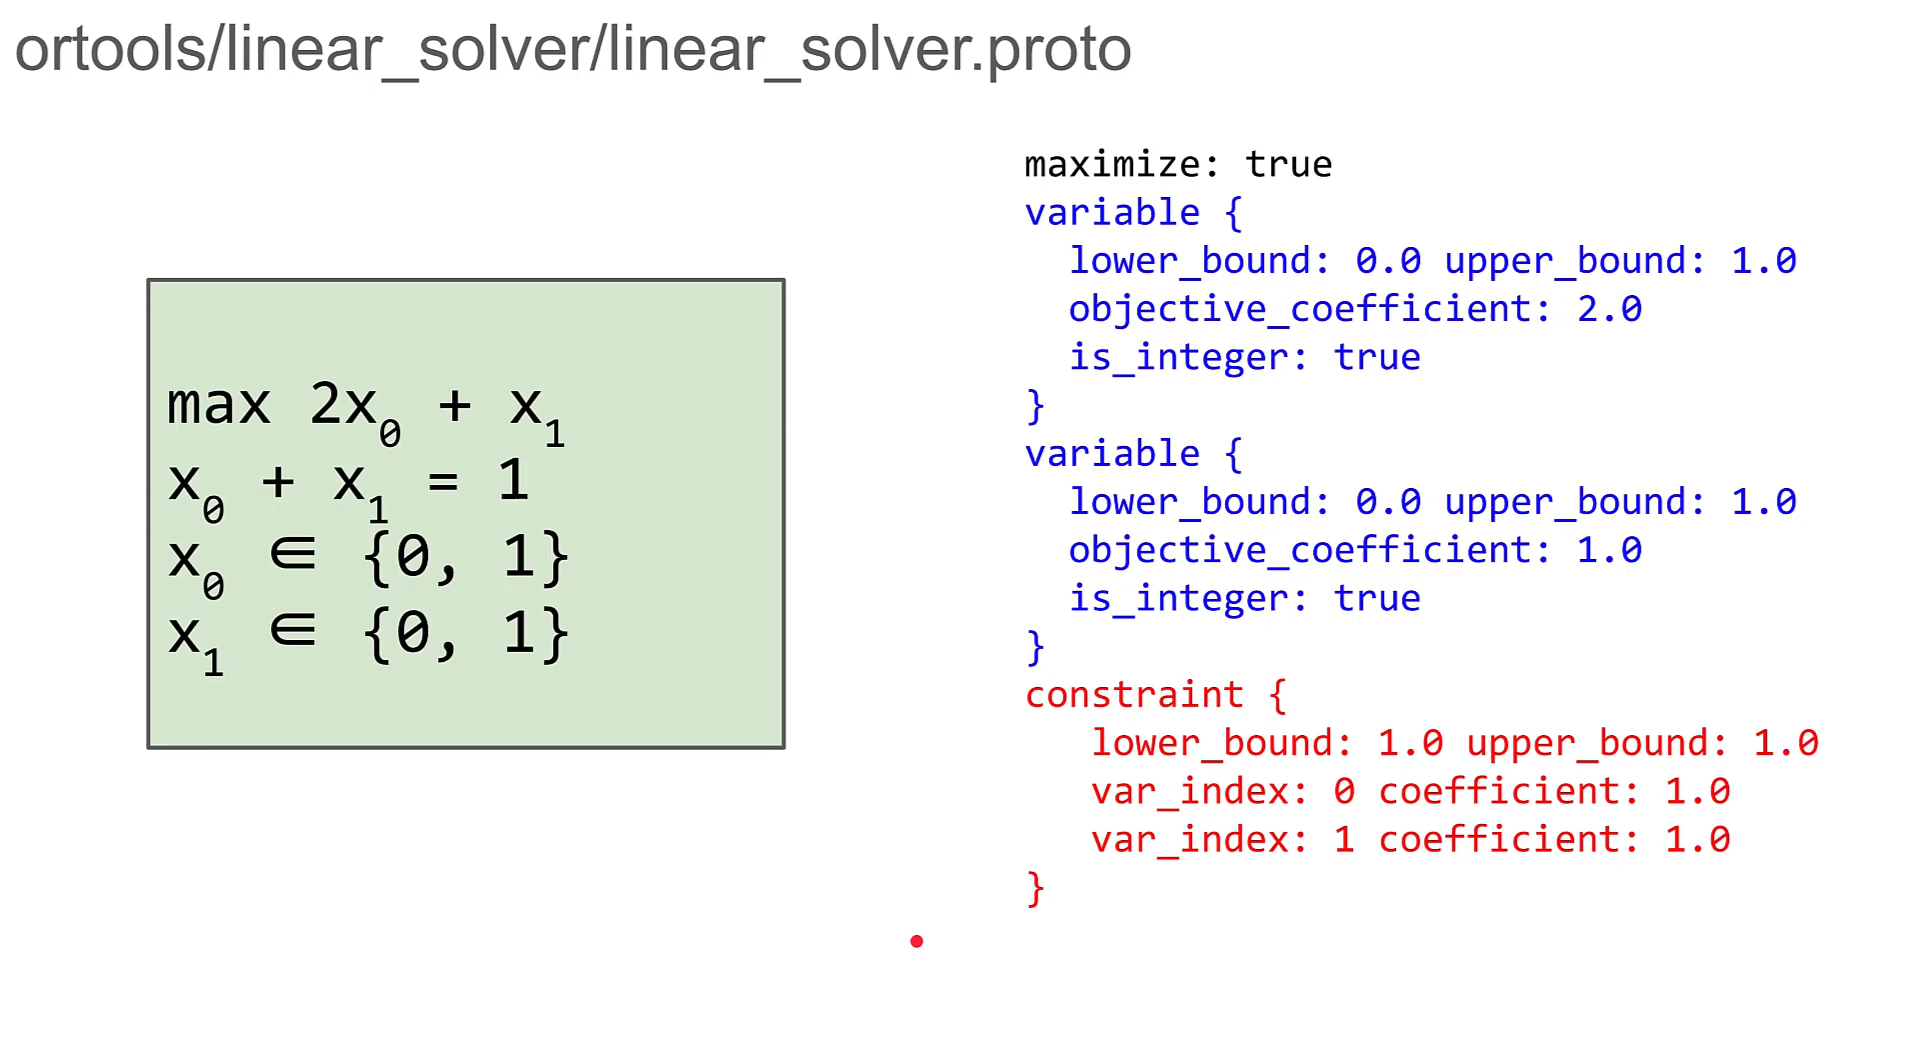 ortools/linear_solver/linear_solver.proto
max 2x₀ + x₁
x₀ + x₁ = 1
x₀ ∈ {0, 1}
x₁ ∈ {0, 1}
maximize: true
variable {
lower_bound: 0.0 upper_bound: 1.0
objective_coefficient: 2.0
is_integer: true
}
variable {
lower_bound: 0.0 upper_bound: 1.0
objective_coefficient: 1.0
is_integer: true
}
constraint {
lower_bound: 1.0 upper_bound: 1.0
var_index: 0 coefficient: 1.0
var_index: 1 coefficient: 1.0
}